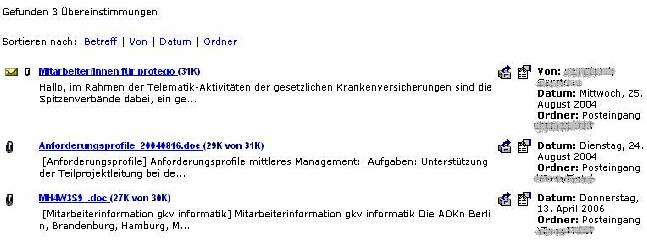 Gefunden 3 Übereinstimmungen
Sortieren nach: Betreff | Von | Datum | Ordner
Mitarbeiter/innen für protego (31K)
Hallo, im Rahmen der Telematik-Aktivitäten der gesetzlichen Krankenversicherungen sind die
Spitzenverbände dabei, ein ge...
Von:
Datum: Mittwoch, 25.
August 2004
Ordner: Posteingang
Anforderungsprofile_20040816.doc (29K von 31K)
[Anforderungsprofile] Anforderungsprofile mittleres Management: Aufgaben: Unterstützung
der Teilprojektleitung bei de...
Datum: Dienstag, 24.
August 2004
Ordner: Posteingang
MH4W3S9_.doc (27K von 30K)
[Mitarbeiterinformation gkv informatik] Mitarbeiterinformation gkv informatik Die AOKn Berli
n, Brandenburg, Hamburg, M...
Datum: Donnerstag,
13. April 2006
Ordner: Posteingang